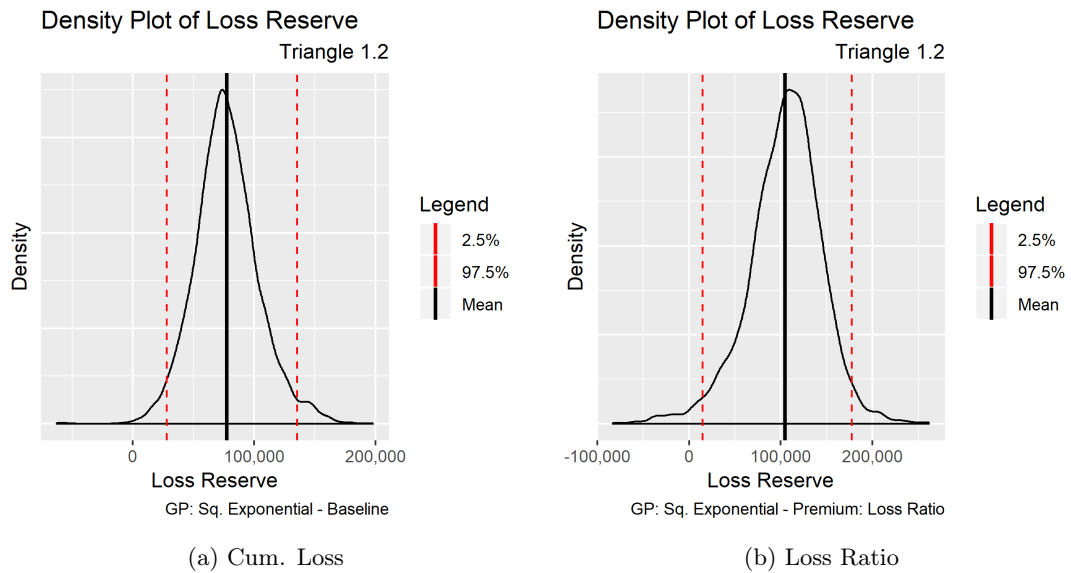 Density Plot of Loss Reserve
Triangle 1.2
Density
0
100,000
200,000
Loss Reserve
GP: Sq. Exponential - Baseline
Legend
2.5%
97.5%
Mean
(a) Cum. Loss
Density Plot of Loss Reserve
Triangle 1.2
Density
-100,000
0
100,000
200,000
Loss Reserve
GP: Sq. Exponential - Premium: Loss Ratio
Legend
2.5%
97.5%
Mean
(b) Loss Ratio